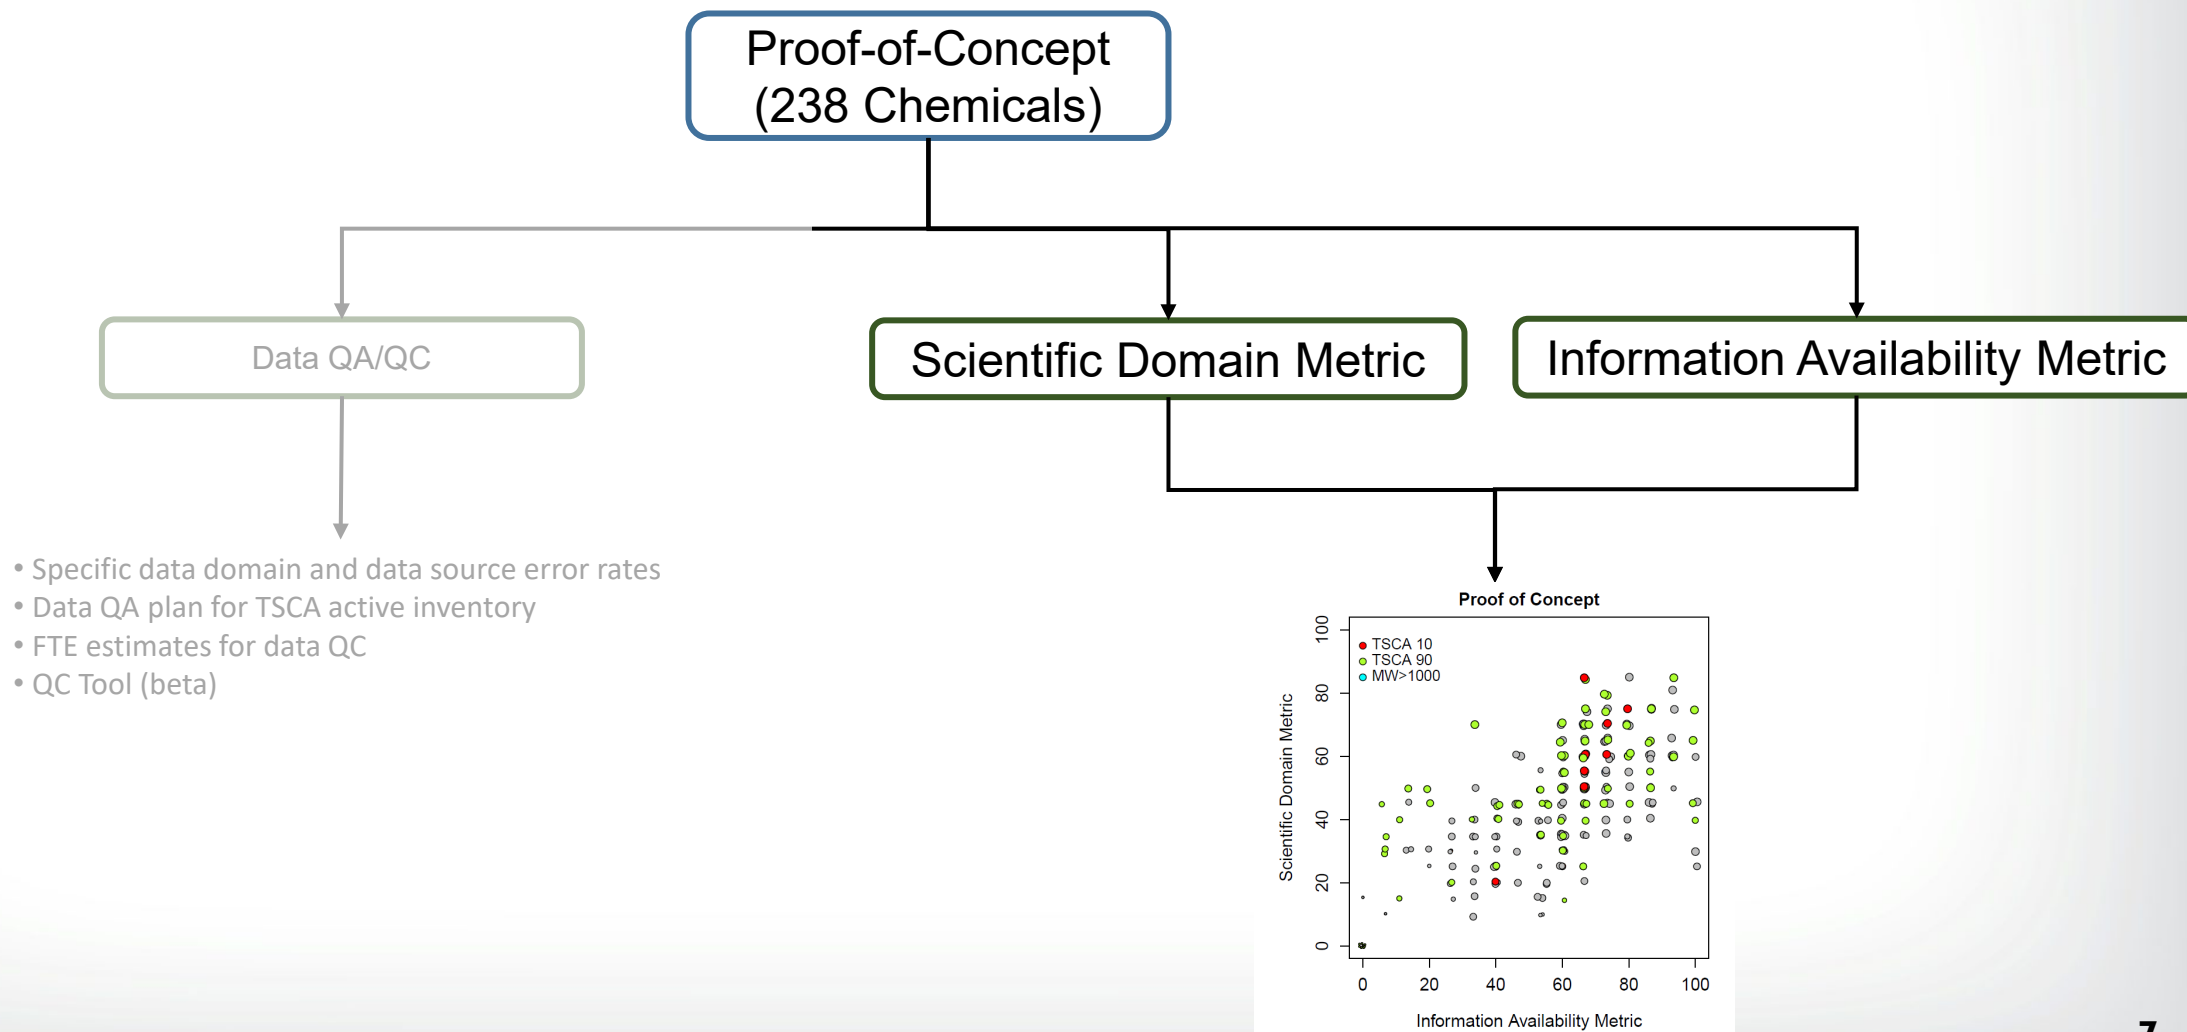 Proof-of-Concept
(238 Chemicals)
Data QA/QC
Scientific Domain Metric
Information Availability Metric
• Specific data domain and data source error rates
• Data QA plan for TSCA active inventory
• FTE estimates for data QC
• QC Tool (beta)
Proof of Concept
TSCA 10
TSCA 90
MW>1000
Scientific Domain Metric
100
80
60
40
20
0
0 20 40 60 80 100
Information Availability Metric
7